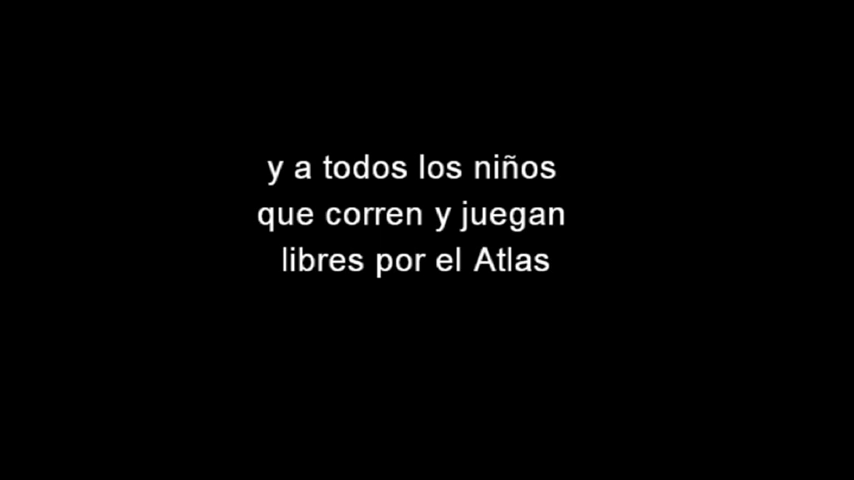 y a todos los niños
que corren y juegan
libres por el Atlas